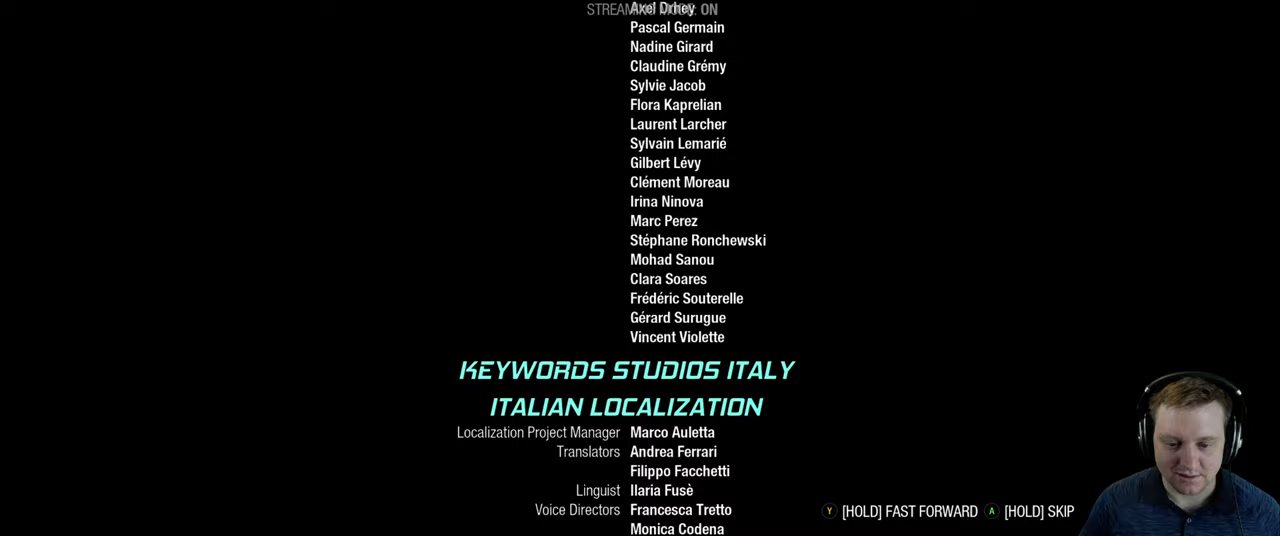 STREAMING MODE: ON
Pascal Germain
Nadine Girard
Claudine Grémy
Sylvie Jacob
Flora Kaprelian
Laurent Larcher
Sylvain Lemarié
Gilbert Lévy
Clément Moreau
Irina Ninova
Marc Perez
Stéphane Ronchewski
Mohad Sanou
Clara Soares
Frédéric Souterelle
Gérard Surugue
Vincent Violette
KEYWORDS STUDIOS ITALY
ITALIAN LOCALIZATION
Localization Project Manager Marco Auletta
Translators Andrea Ferrari
Filippo Facchetti
Linguist Ilaria Fusè
Voice Directors Francesca Tretto
Monica Codena
Y [HOLD] FAST FORWARD A [HOLD] SKIP